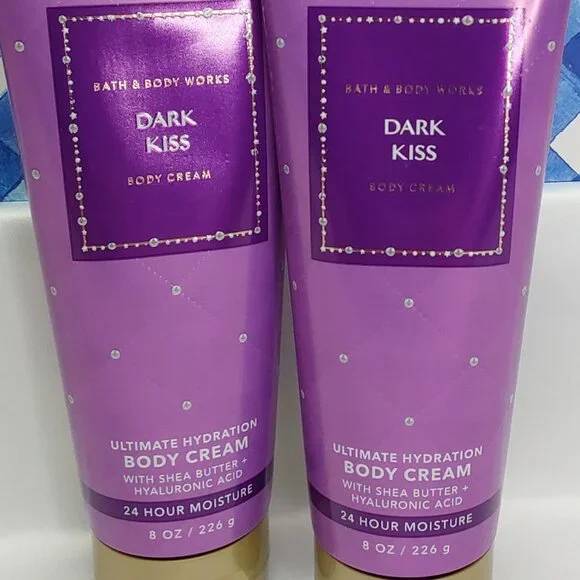 BATH & BODY WORKS
DARK
KISS
BODY CREAM
ULTIMATE HYDRATION
BODY CREAM
WITH SHEA BUTTER +
HYALURONIC ACID
24 HOUR MOISTURE
8 OZ / 226 g
BATH & BODY WORKS
DARK
KISS
BODY CREAM
ULTIMATE HYDRATION
BODY CREAM
WITH SHEA BUTTER +
HYALURONIC ACID
24 HOUR MOISTURE
8 OZ / 226 g